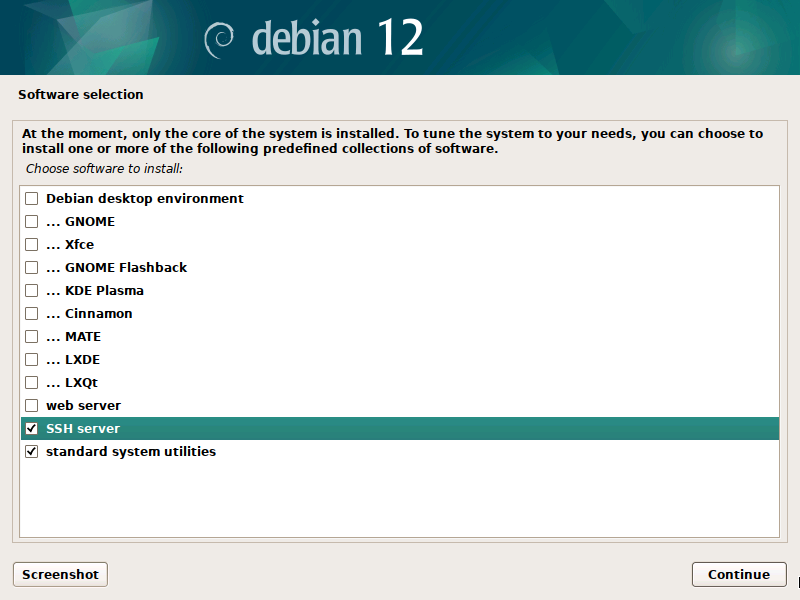 debian 12
Software selection
At the moment, only the core of the system is installed. To tune the system to your needs, you can choose to
install one or more of the following predefined collections of software.
Choose software to install:
Debian desktop environment
... GNOME
... Xfce
... GNOME Flashback
... KDE Plasma
... Cinnamon
... MATE
... LXDE
... LXQt
web server
SSH server
standard system utilities
Screenshot
Continue